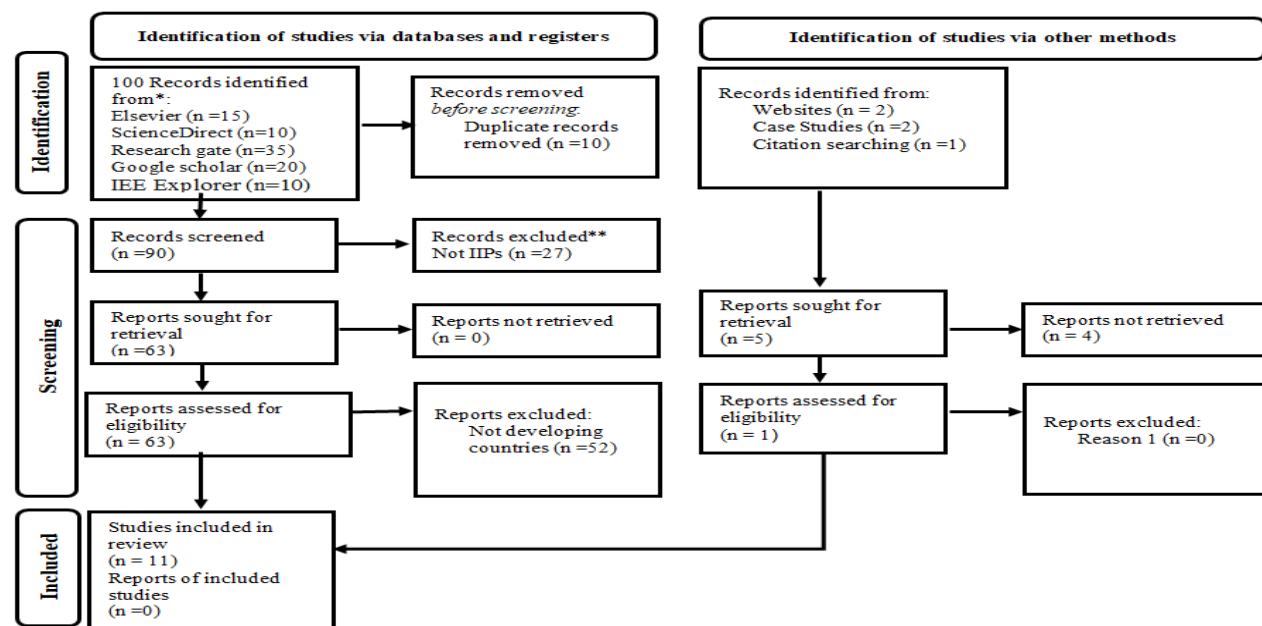 Identification of studies via databases and registers
Identification of studies via other methods
Identification
100 Records identified
from*:
Elsevier (n =15)
ScienceDirect (n=10)
Research gate (n=35)
Google scholar (n=20)
IEE Explorer (n=10)
Records removed
before screening:
Duplicate records
removed (n =10)
Records identified from:
Websites (n = 2)
Case Studies (n =2)
Citation searching (n =1)
Screening
Records screened
(n =90)
Records excluded**
Not IIPs (n =27)
Reports sought for
retrieval
(n =63)
Reports not retrieved
(n = 0)
Reports sought for
retrieval
(n =5)
Reports not retrieved
(n = 4)
Reports assessed for
eligibility
(n = 63)
Reports excluded:
Not developing
countries (n =52)
Reports assessed for
eligibility
(n = 1)
Reports excluded:
Reason 1 (n =0)
Included
Studies included in
review
(n = 11)
Reports of included
studies
(n =0)